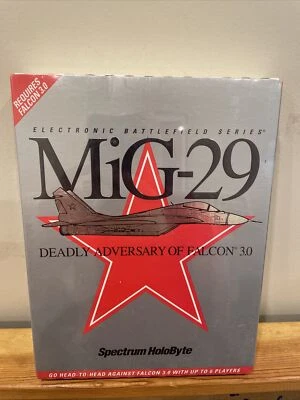 REQUIRES
FALCON 3.0
ELECTRONIC BATTLEFIELD SERIES®
MiG-29
DEADLY ADVERSARY OF FALCON® 3.0
Spectrum HoloByte
GO HEAD-TO-HEAD AGAINST FALCON 3.0 WITH UP TO 6 PLAYERS